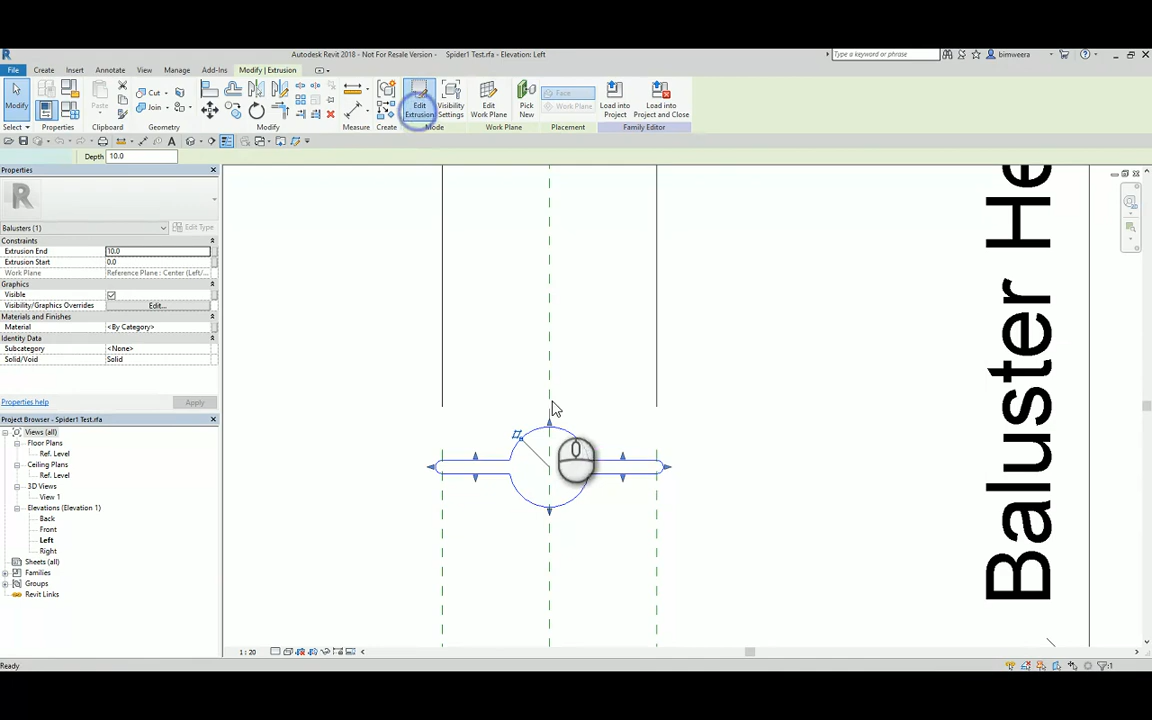 Autodesk Revit 2018 - Not For Resale Version - Spider1 Test.rfa - Elevation: Left
Type a keyword or phrase
bimweera
File Create Insert Annotate View Manage Add-Ins Modify | Extrusion
Modify
Paste
Cut
Join
Edit Extrusion
Visibility Settings
Edit Work Plane
Pick New
Face
Work Plane
Load into Project
Load into Project and Close
Select Properties Clipboard Geometry Modify Measure Create Mode Work Plane Placement Family Editor
Depth 10.0
Properties
Balusters (1)
Edit Type
Constraints
Extrusion End 10.0
Extrusion Start 0.0
Work Plane Reference Plane : Center (Left/...
Graphics
Visible
Visibility/Graphics Overrides Edit...
Materials and Finishes
Material <By Category>
Identity Data
Subcategory <None>
Solid/Void Solid
Properties help
Apply
Project Browser - Spider1 Test.rfa
Views (all)
Floor Plans
Ref. Level
Ceiling Plans
Ref. Level
3D Views
View 1
Elevations (Elevation 1)
Back
Front
Left
Right
Sheets (all)
Families
Groups
Revit Links
Baluster He
1 : 20
Ready
:1